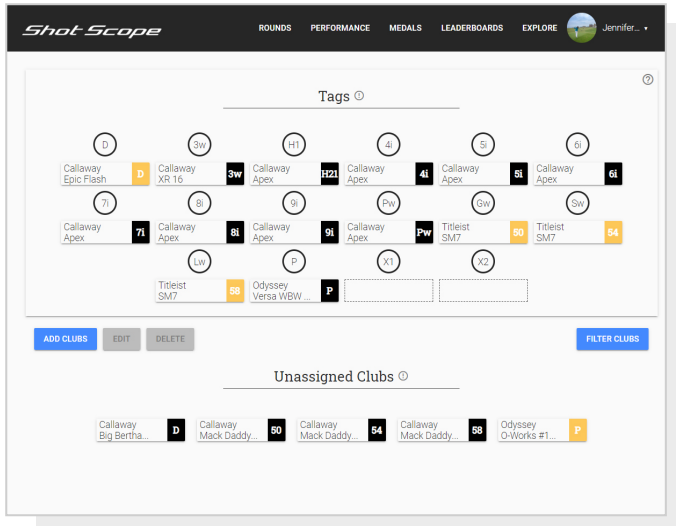 Shot Scope
ROUNDS PERFORMANCE MEDALS LEADERBOARDS EXPLORE Jennifer...
Tags
D 3w H1 4i 5i 6i
Callaway Epic Flash D
Callaway XR 16 3w
Callaway Apex H21
Callaway Apex 4i
Callaway Apex 5i
Callaway Apex 6i
7i 8i 9i Pw Gw Sw
Callaway Apex 7i
Callaway Apex 8i
Callaway Apex 9i
Callaway Apex Pw
Titleist SM7 50
Titleist SM7 54
Lw P X1 X2
Titleist SM7 58
Odyssey Versa WBW ... P
ADD CLUBS EDIT DELETE FILTER CLUBS
Unassigned Clubs
Callaway Big Bertha... D
Callaway Mack Daddy... 50
Callaway Mack Daddy... 54
Callaway Mack Daddy... 58
Odyssey O-Works #1... P